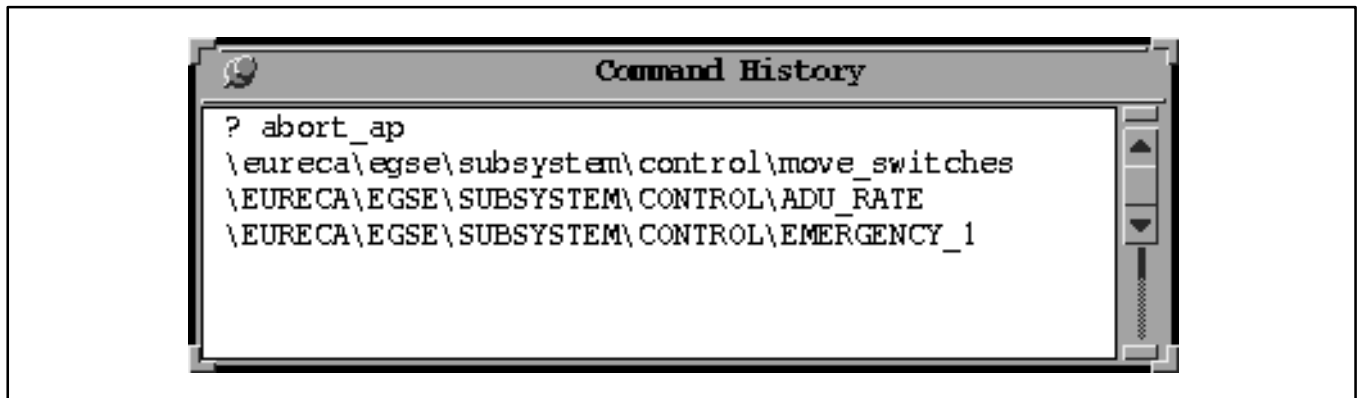 Command History
? abort_ap
\eureca\egse\subsystem\control\move_switches
\EURECA\EGSE\SUBSYSTEM\CONTROL\ADU_RATE
\EURECA\EGSE\SUBSYSTEM\CONTROL\EMERGENCY_1